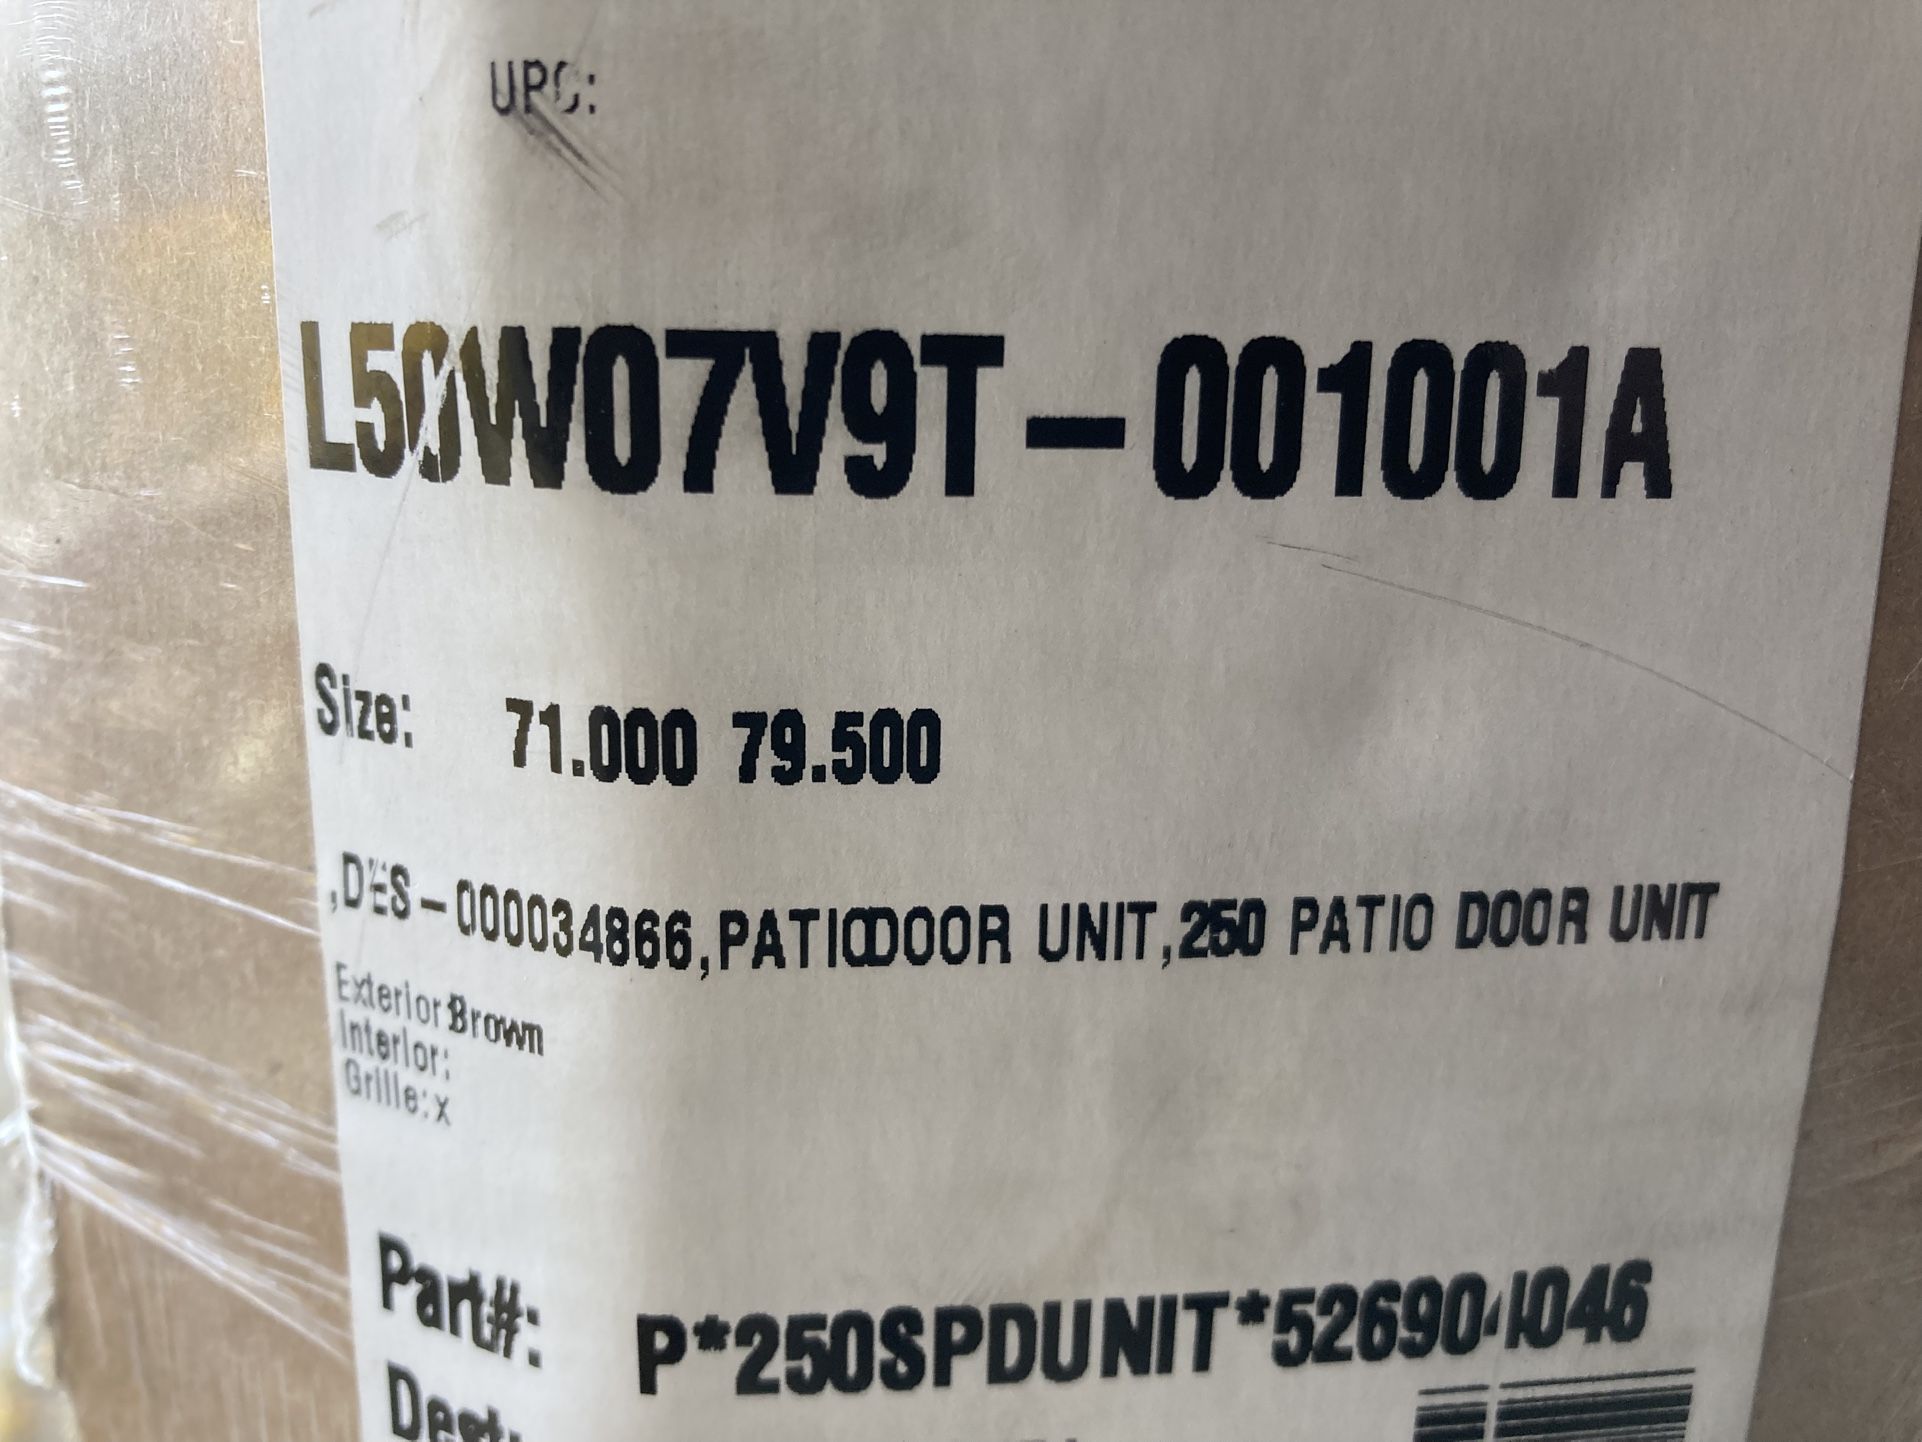 UPC:
L50W07V9T-001001A
Size: 71.000 79.500
,DES-000034866,PATIODOOR UNIT,250 PATIO DOOR UNIT
Exterior:Brown
Interior:
Grille:x
Part#: P*250SPDUNIT*526904046